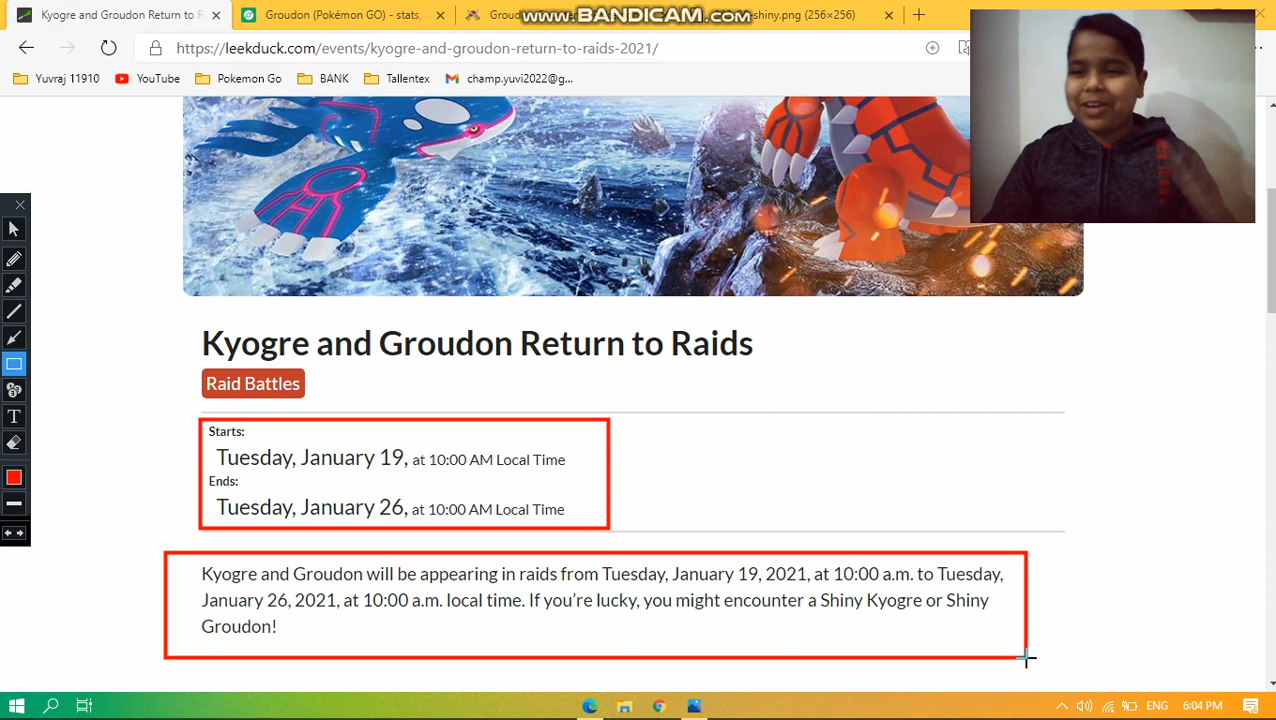 Kyogre and Groudon Return to R
Groudon (Pokémon GO) - stats,
Grou
www.BANDICAM.com
-shiny.png (256×256)
https://leekduck.com/events/kyogre-and-groudon-return-to-raids-2021/
Yuvraj 11910
YouTube
Pokemon Go
BANK
Tallentex
champ.yuvi2022@g...
Kyogre and Groudon Return to Raids
Raid Battles
Starts:
Tuesday, January 19, at 10:00 AM Local Time
Ends:
Tuesday, January 26, at 10:00 AM Local Time
Kyogre and Groudon will be appearing in raids from Tuesday, January 19, 2021, at 10:00 a.m. to Tuesday,
January 26, 2021, at 10:00 a.m. local time. If you're lucky, you might encounter a Shiny Kyogre or Shiny
Groudon!
T
ENG
6:04 PM